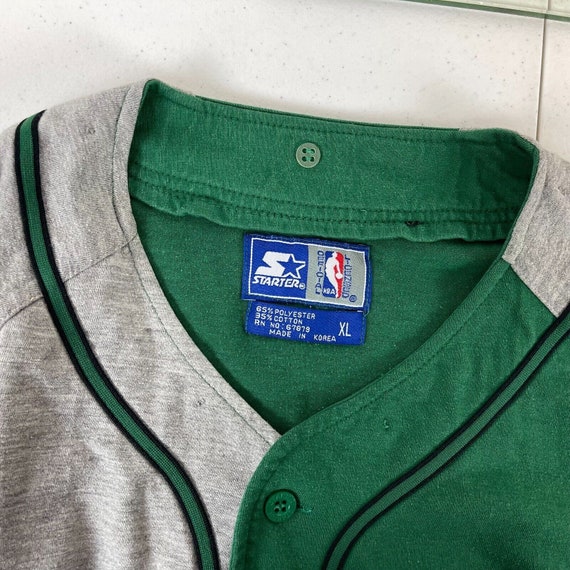 STARTER®
OFFICIAL LICENSED
NBA ®
65% POLYESTER
35% COTTON
RN NO: 67879
MADE IN KOREA
XL